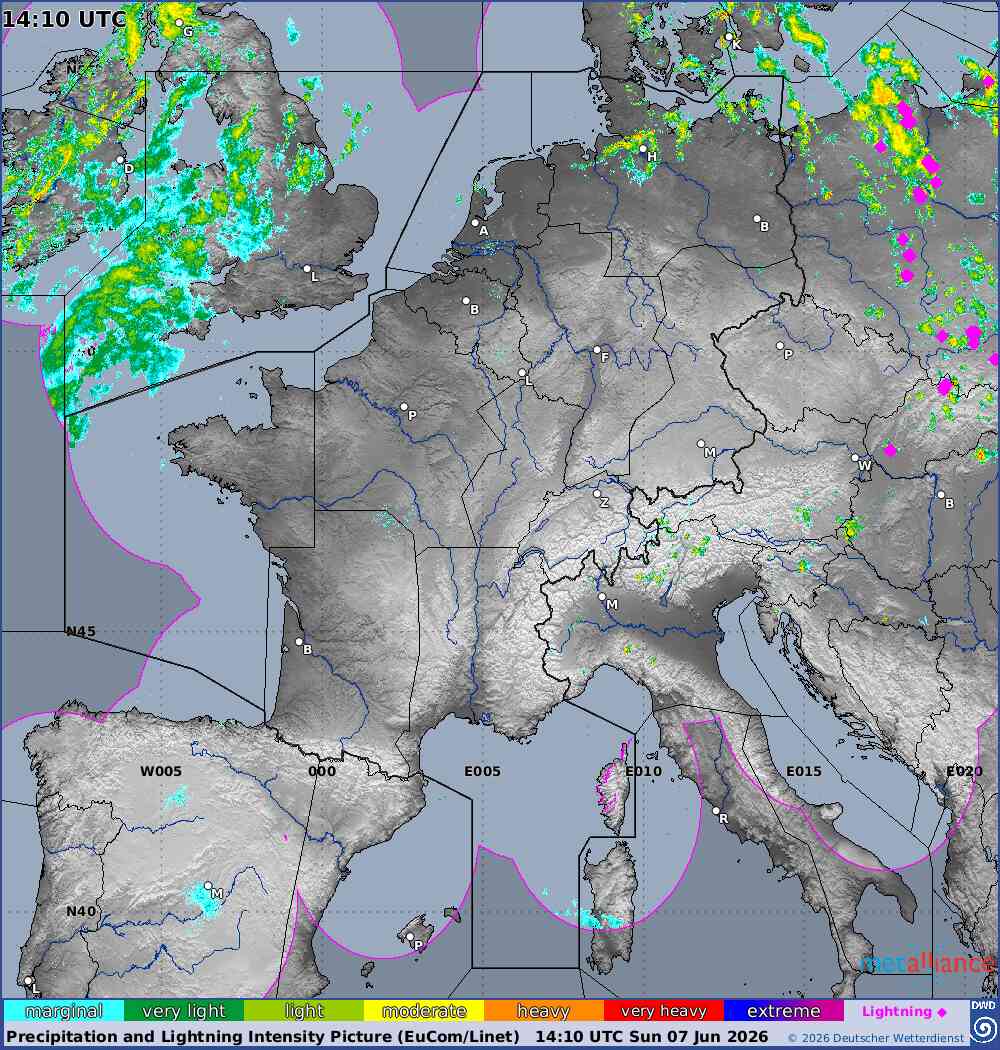 14:10 UTC
G
K
N
D
H
A
B
L
B
F
P
L
P
M
W
Z
B
M
N45
B
W005
000
E005
E010
E015
E020
R
M
N40
P
L
metalliance
marginal
very light
light
moderate
heavy
very heavy
extreme
Lightning
DWD
Precipitation and Lightning Intensity Picture (EuCom/Linet) 14:10 UTC Sun 07 Jun 2026
© 2026 Deutscher Wetterdienst